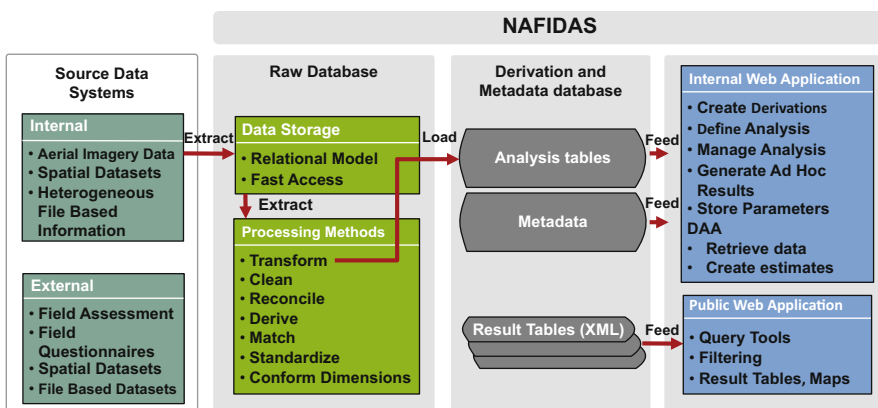 NAFIDAS
Source Data
Systems
Internal
• Aerial Imagery Data
• Spatial Datasets
• Heterogeneous
File Based
Information
External
• Field Assessment
• Field
Questionnaires
• Spatial Datasets
• File Based Datasets
Extract
Raw Database
Data Storage
• Relational Model
• Fast Access
Extract
Processing Methods
• Transform
• Clean
• Reconcile
• Derive
• Match
• Standardize
• Conform Dimensions
Load
Derivation and
Metadata database
Analysis tables
Metadata
Result Tables (XML)
Feed
Feed
Feed
Internal Web Application
• Create Derivations
• Define Analysis
• Manage Analysis
• Generate Ad Hoc
Results
• Store Parameters
DAA
• Retrieve data
• Create estimates
Public Web Application
• Query Tools
• Filtering
• Result Tables, Maps